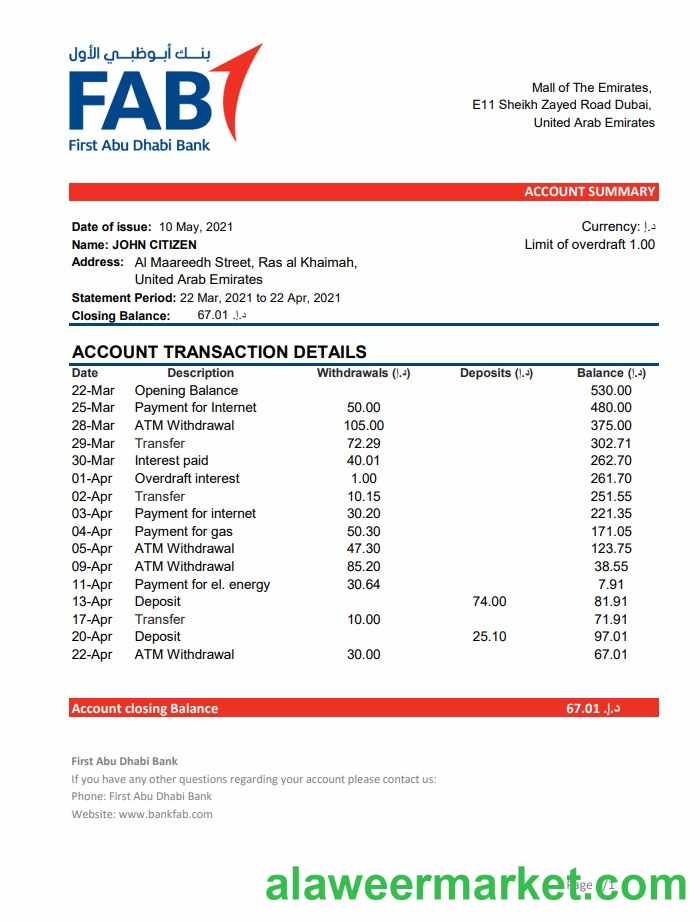 بنك أبوظبي الأول
FAB
First Abu Dhabi Bank
Mall of The Emirates,
E11 Sheikh Zayed Road Dubai,
United Arab Emirates
ACCOUNT SUMMARY
Date of issue: 10 May, 2021
Currency: د.إ
Name: JOHN CITIZEN
Limit of overdraft 1.00
Address: Al Maareedh Street, Ras al Khaimah,
United Arab Emirates
Statement Period: 22 Mar, 2021 to 22 Apr, 2021
Closing Balance: 67.01 د.إ.
ACCOUNT TRANSACTION DETAILS
Date Description Withdrawals (د.إ) Deposits (د.إ) Balance (د.إ)
22-Mar Opening Balance 530.00
25-Mar Payment for Internet 50.00 480.00
28-Mar ATM Withdrawal 105.00 375.00
29-Mar Transfer 72.29 302.71
30-Mar Interest paid 40.01 262.70
01-Apr Overdraft interest 1.00 261.70
02-Apr Transfer 10.15 251.55
03-Apr Payment for internet 30.20 221.35
04-Apr Payment for gas 50.30 171.05
05-Apr ATM Withdrawal 47.30 123.75
09-Apr ATM Withdrawal 85.20 38.55
11-Apr Payment for el. energy 30.64 7.91
13-Apr Deposit 74.00 81.91
17-Apr Transfer 10.00 71.91
20-Apr Deposit 25.10 97.01
22-Apr ATM Withdrawal 30.00 67.01
Account closing Balance 67.01 د.إ.
First Abu Dhabi Bank
If you have any other questions regarding your account please contact us:
Phone: First Abu Dhabi Bank
Website: www.bankfab.com
alaweermarket.com
Page /1